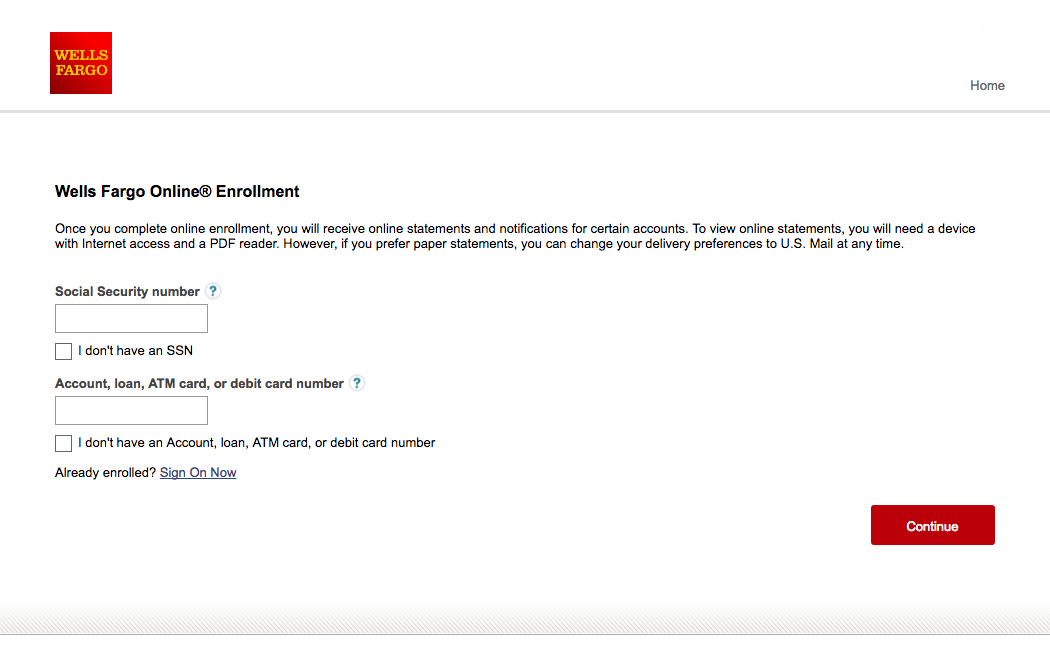 WELLS
FARGO
Home
Wells Fargo Online® Enrollment
Once you complete online enrollment, you will receive online statements and notifications for certain accounts. To view online statements, you will need a device
with Internet access and a PDF reader. However, if you prefer paper statements, you can change your delivery preferences to U.S. Mail at any time.
Social Security number ?
I don't have an SSN
Account, loan, ATM card, or debit card number ?
I don't have an Account, loan, ATM card, or debit card number
Already enrolled? Sign On Now
Continue